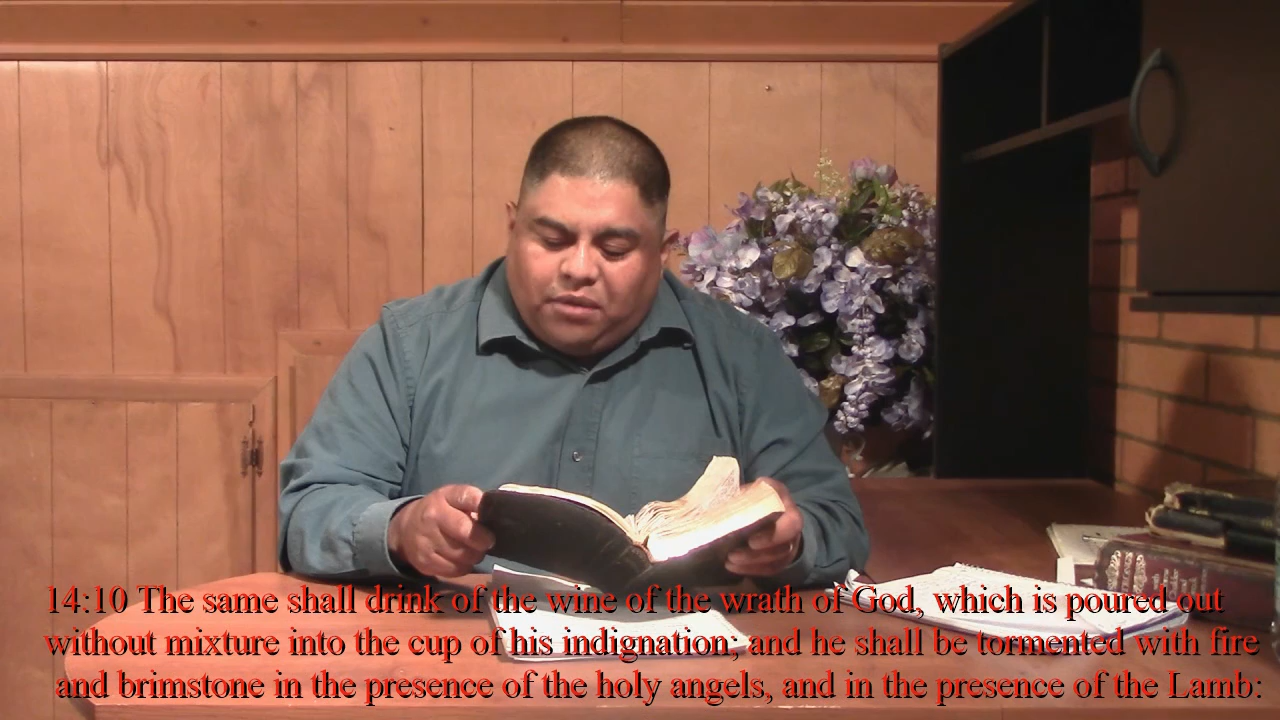 14:10 The same shall drink of the wine of the wrath of God, which is poured out
without mixture into the cup of his indignation; and he shall be tormented with fire
and brimstone in the presence of the holy angels, and in the presence of the Lamb: